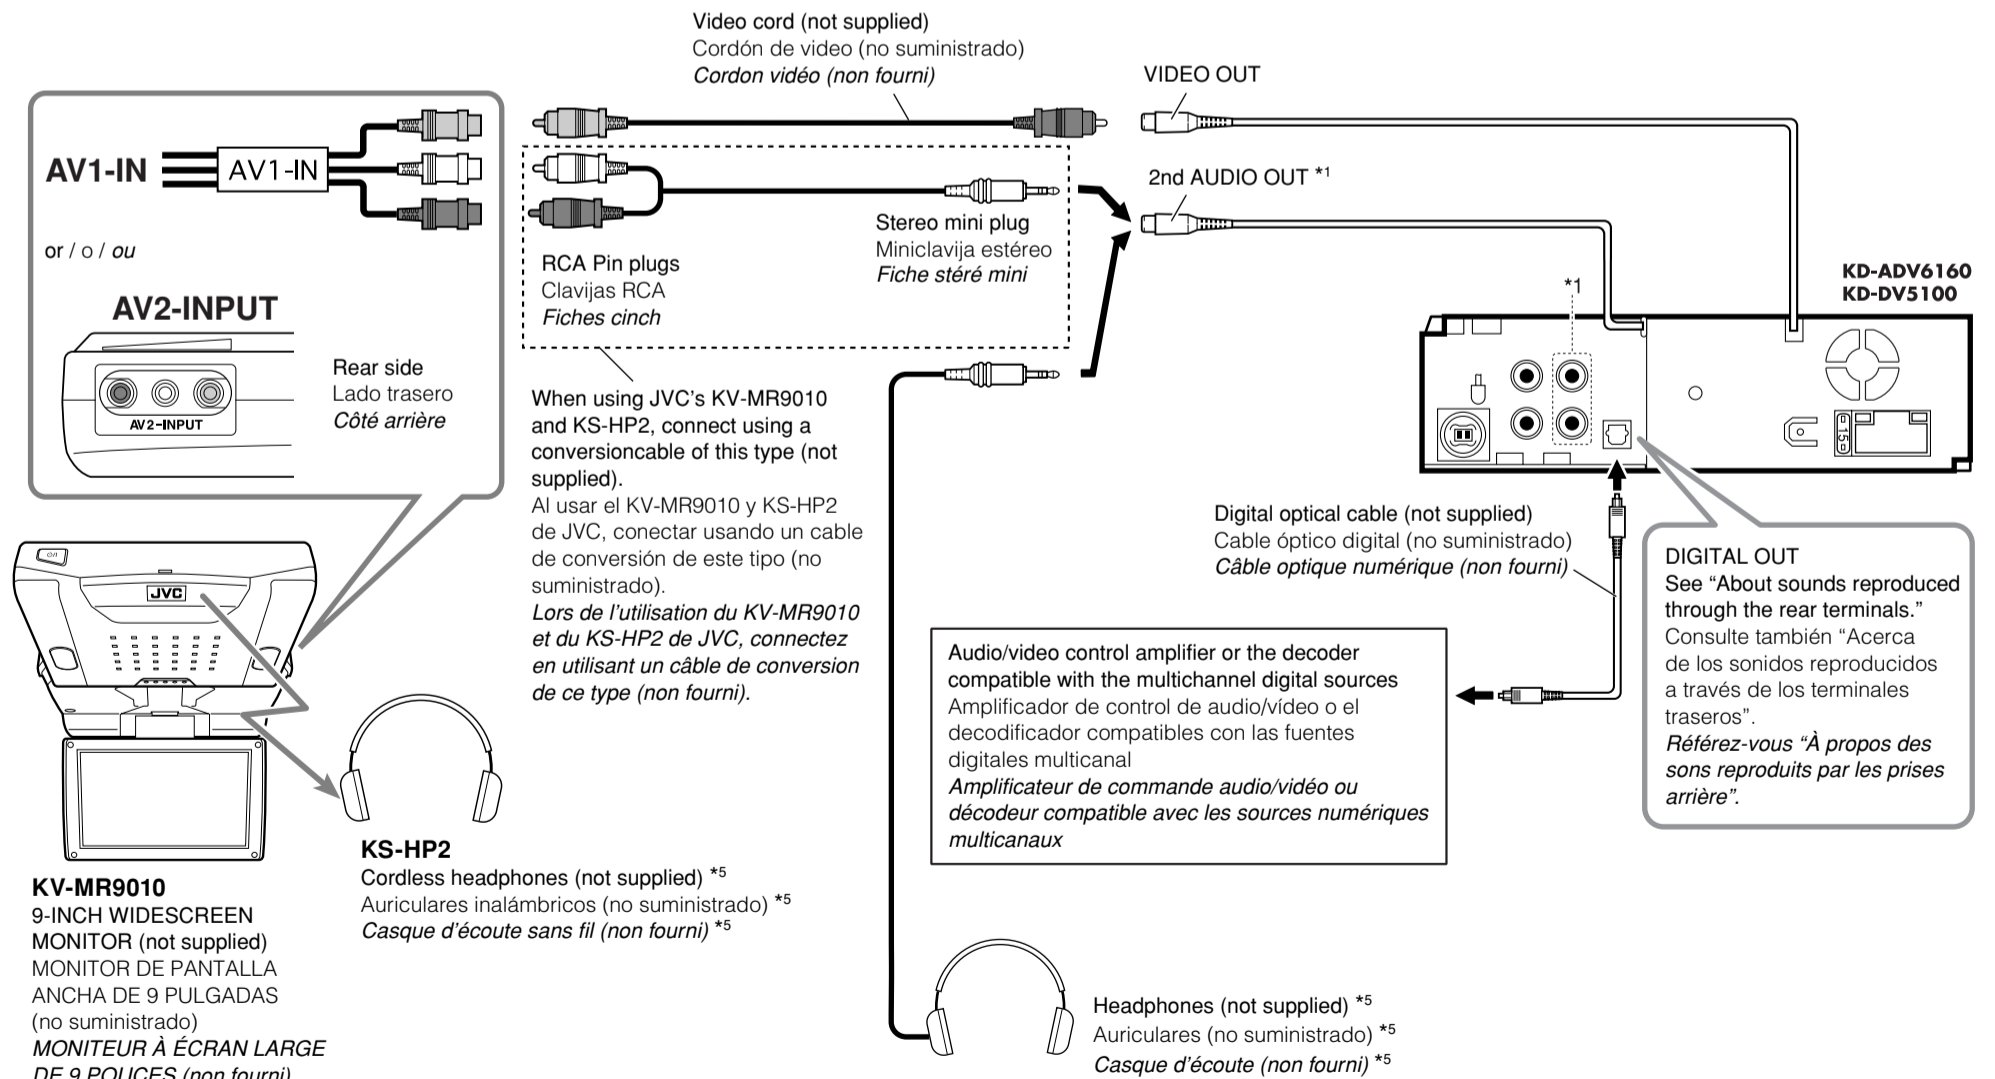 Video cord (not supplied)
Cordón de video (no suministrado)
Cordon vidéo (non fourni)
VIDEO OUT
AV1-IN
AV1-IN
or / o / ou
AV2-INPUT
AV2-INPUT
Rear side
Lado trasero
Côté arrière
RCA Pin plugs
Clavijas RCA
Fiches cinch
Stereo mini plug
Miniclavija estéreo
Fiche stéré mini
2nd AUDIO OUT *1
*1
KD-ADV6160
KD-DV5100
15
When using JVC's KV-MR9010
and KS-HP2, connect using a
conversioncable of this type (not
supplied).
Al usar el KV-MR9010 y KS-HP2
de JVC, conectar usando un cable
de conversión de este tipo (no
suministrado).
Lors de l'utilisation du KV-MR9010
et du KS-HP2 de JVC, connectez
en utilisant un câble de conversion
de ce type (non fourni).
Digital optical cable (not supplied)
Cable óptico digital (no suministrado)
Câble optique numérique (non fourni)
DIGITAL OUT
See “About sounds reproduced
through the rear terminals.”
Consulte también “Acerca
de los sonidos reproducidos
a través de los terminales
traseros”.
Référez-vous “À propos des
sons reproduits par les prises
arrière”.
Audio/video control amplifier or the decoder
compatible with the multichannel digital sources
Amplificador de control de audio/vídeo o el
decodificador compatibles con las fuentes
digitales multicanal
Amplificateur de commande audio/vidéo ou
décodeur compatible avec les sources numériques
multicanaux
JVC
KS-HP2
Cordless headphones (not supplied) *5
Auriculares inalámbricos (no suministrado) *5
Casque d'écoute sans fil (non fourni) *5
KV-MR9010
9-INCH WIDESCREEN
MONITOR (not supplied)
MONITOR DE PANTALLA
ANCHA DE 9 PULGADAS
(no suministrado)
MONITEUR À ÉCRAN LARGE
DE 9 POUCES (non fourni)
Headphones (not supplied) *5
Auriculares (no suministrado) *5
Casque d'écoute (non fourni) *5